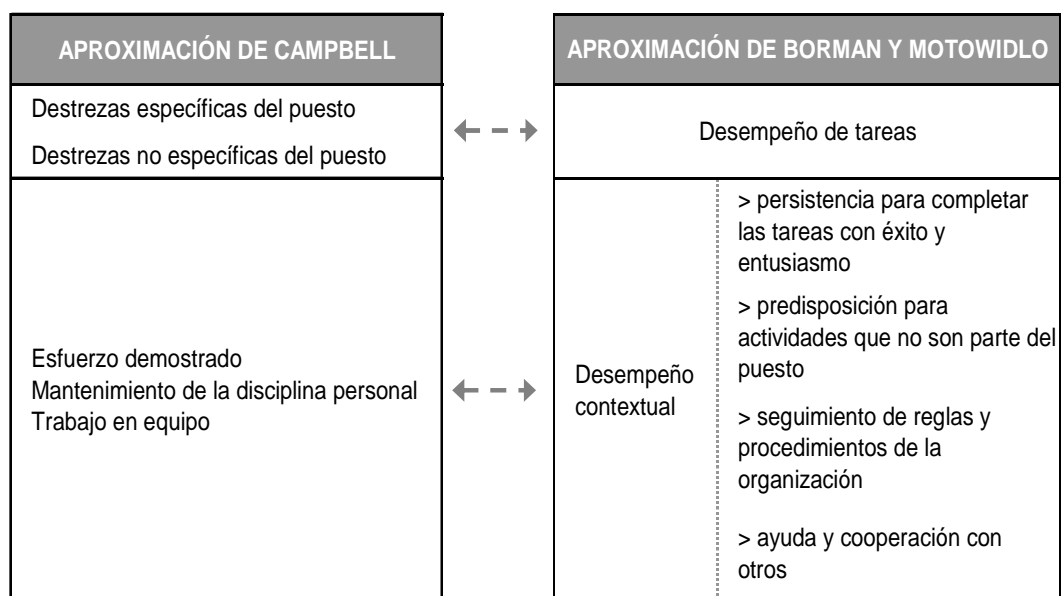 APROXIMACIÓN DE CAMPBELL
Destrezas específicas del puesto
Destrezas no específicas del puesto
Esfuerzo demostrado
Mantenimiento de la disciplina personal
Trabajo en equipo
APROXIMACIÓN DE BORMAN Y MOTOWIDLO
Desempeño de tareas
Desempeño
contextual
> persistencia para completar
las tareas con éxito y
entusiasmo
> predisposición para
actividades que no son parte del
puesto
> seguimiento de reglas y
procedimientos de la
organización
> ayuda y cooperación con
otros